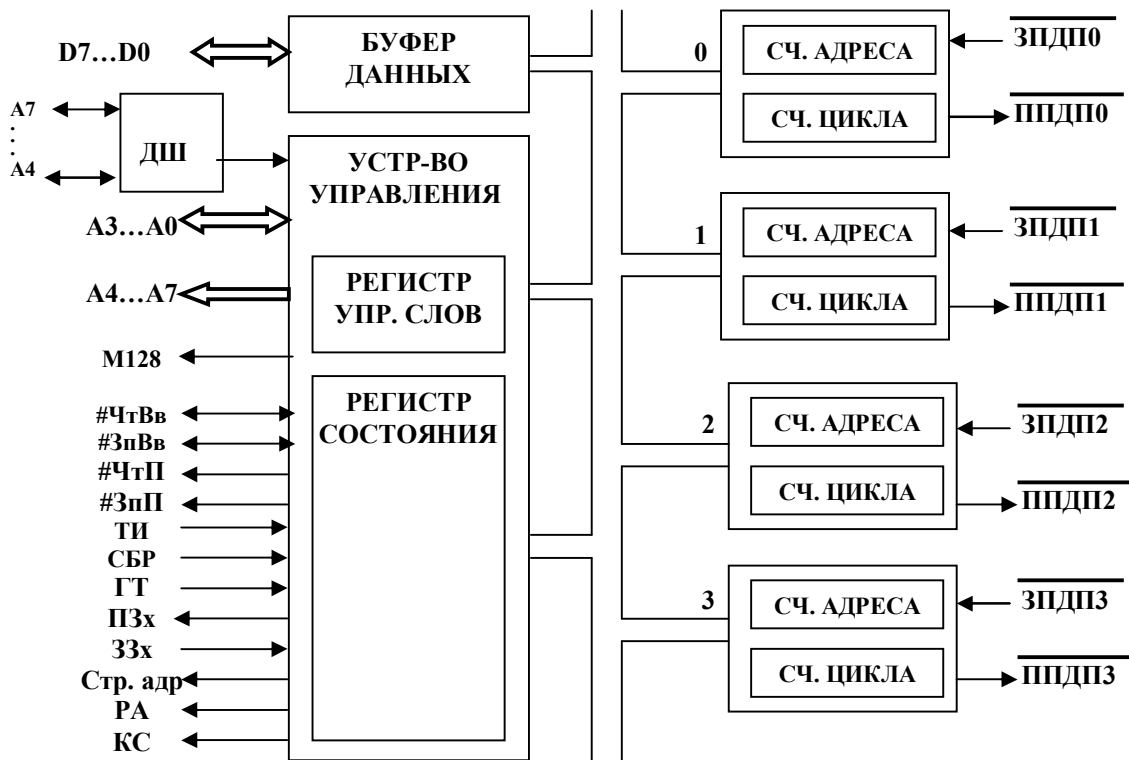 D7...D0
БУФЕР
ДАННЫХ
A7
A4
ДШ
УСТР-ВО
УПРАВЛЕНИЯ
A3...A0
A4...A7
РЕГИСТР
УПР. СЛОВ
M128
РЕГИСТР
СОСТОЯНИЯ
#ЧтВв
#ЗпВв
#ЧтП
#ЗпП
ТИ
СБР
ГТ
ПЗх
ЗЗх
Стр. адр
РА
КС
0
СЧ. АДРЕСА
СЧ. ЦИКЛА
ЗПДП0
ППДП0
1
СЧ. АДРЕСА
СЧ. ЦИКЛА
ЗПДП1
ППДП1
2
СЧ. АДРЕСА
СЧ. ЦИКЛА
ЗПДП2
ППДП2
3
СЧ. АДРЕСА
СЧ. ЦИКЛА
ЗПДП3
ППДП3